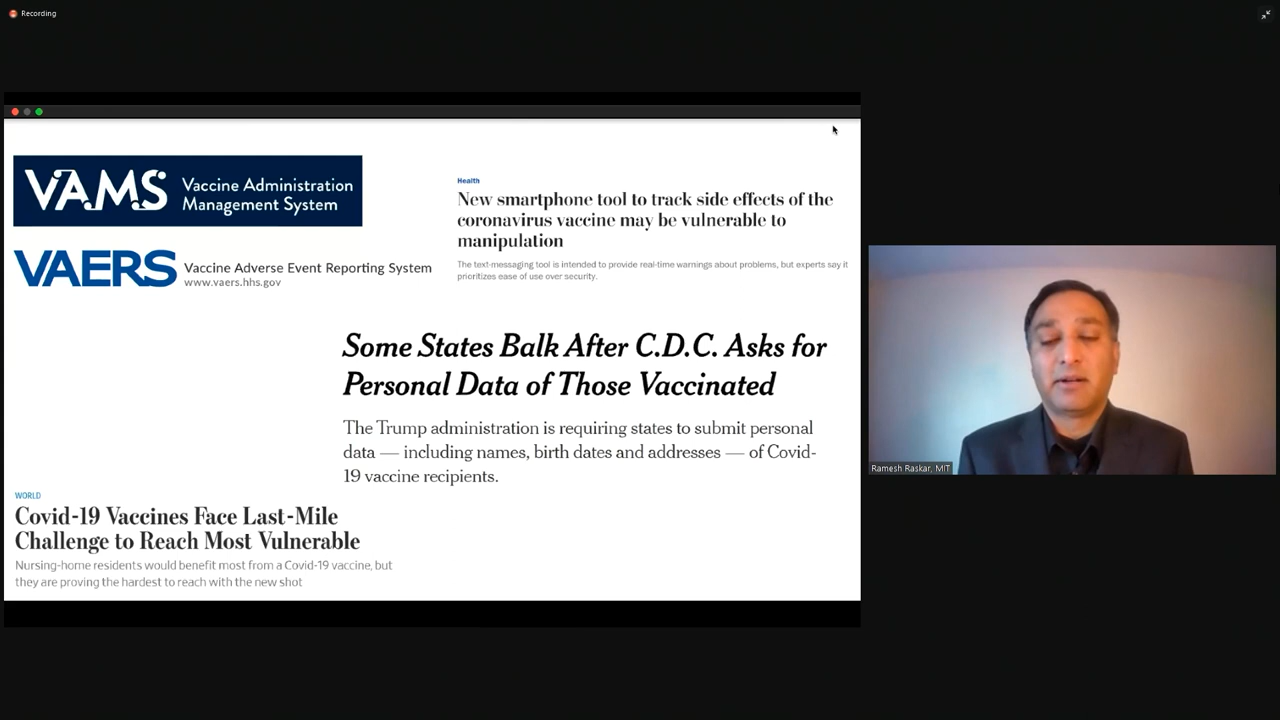 Recording
VAMS Vaccine Administration
Management System
VAERS Vaccine Adverse Event Reporting System
www.vaers.hhs.gov
Health
New smartphone tool to track side effects of the
coronavirus vaccine may be vulnerable to
manipulation
The text-messaging tool is intended to provide real-time warnings about problems, but experts say it
prioritizes ease of use over security.
Some States Balk After C.D.C. Asks for
Personal Data of Those Vaccinated
The Trump administration is requiring states to submit personal
data — including names, birth dates and addresses — of Covid-
19 vaccine recipients.
WORLD
Covid-19 Vaccines Face Last-Mile
Challenge to Reach Most Vulnerable
Nursing-home residents would benefit most from a Covid-19 vaccine, but
they are proving the hardest to reach with the new shot
Ramesh Raskar, MIT